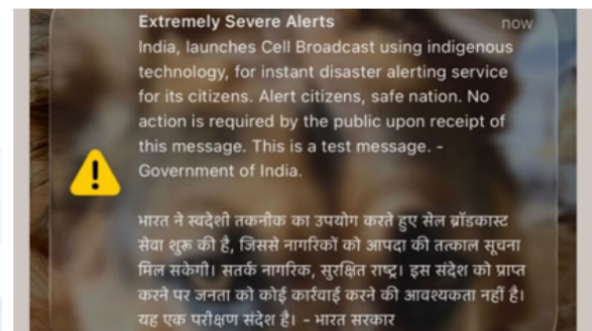 Extremely Severe Alerts
now
India, launches Cell Broadcast using indigenous
technology, for instant disaster alerting service
for its citizens. Alert citizens, safe nation. No
action is required by the public upon receipt of
this message. This is a test message. -
Government of India.
भारत ने स्वदेशी तकनीक का उपयोग करते हुए सेल ब्रॉडकास्ट
सेवा शुरू की है, जिससे नागरिकों को आपदा की तत्काल सूचना
मिल सकेगी। सतर्क नागरिक, सुरक्षित राष्ट्र। इस संदेश को प्राप्त
करने पर जनता को कोई कार्रवाई करने की आवश्यकता नहीं है।
यह एक परीक्षण संदेश है। - भारत सरकार